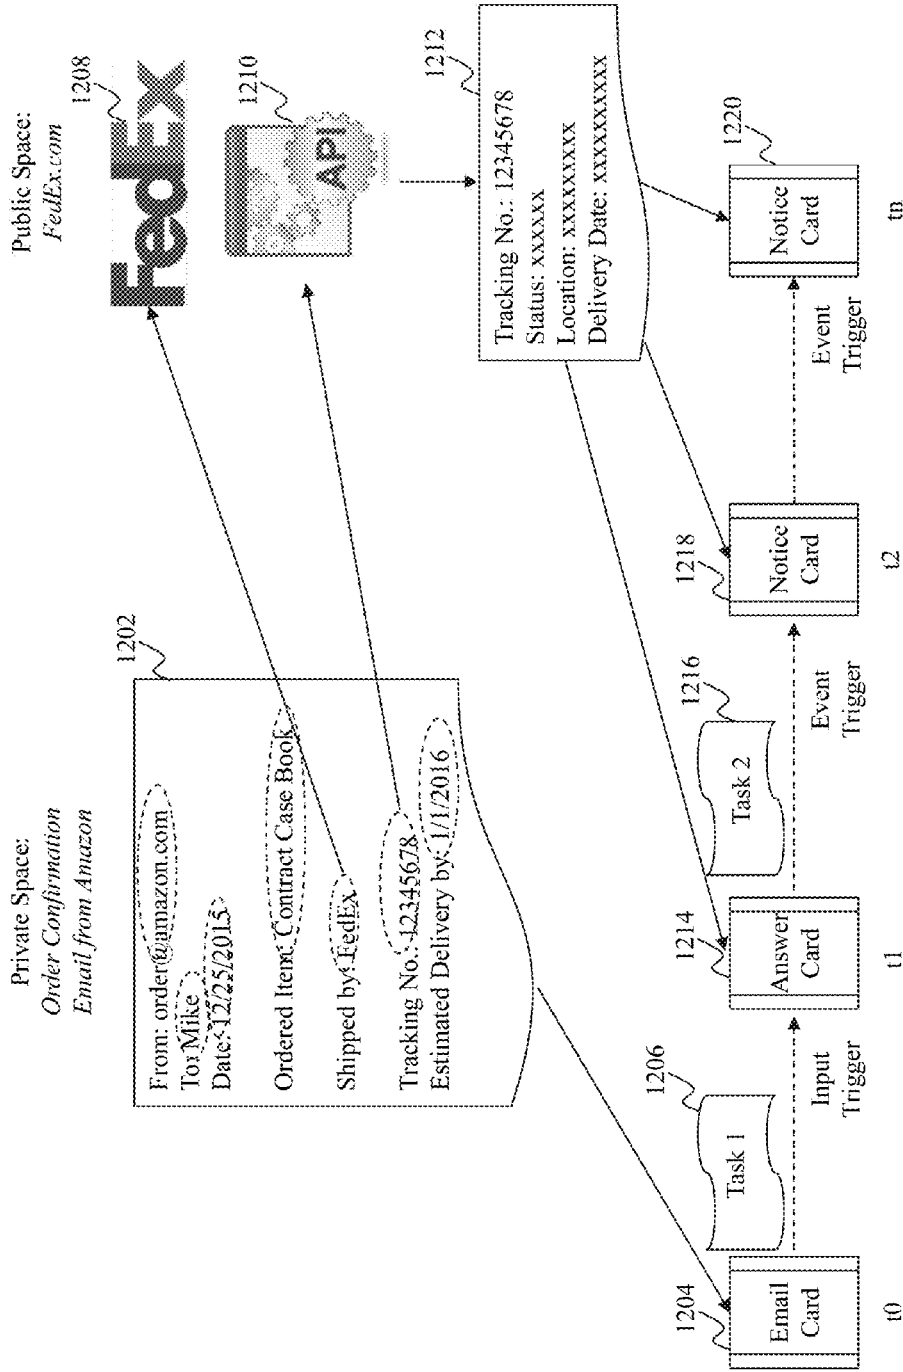 Private Space:
Order Confirmation
Email from Amazon
1202
From: order@amazon.com
To: Mike
Date: 12/25/2015
Ordered Item: Contract Case Book
Shipped by: FedEx
Tracking No.: 12345678
Estimated Delivery by: 1/1/2016
Public Space:
FedEx.com
1208
FedEx
1210
API
1212
Tracking No.: 12345678
Status: xxxxxx
Location: xxxxxxxxx
Delivery Date: xxxxxxxxxx
1204
Email
Card
t0
1206
Task 1
Input
Trigger
1214
Answer
Card
t1
1216
Task 2
Event
Trigger
1218
Notice
Card
t2
Event
Trigger
1220
Notice
Card
tn